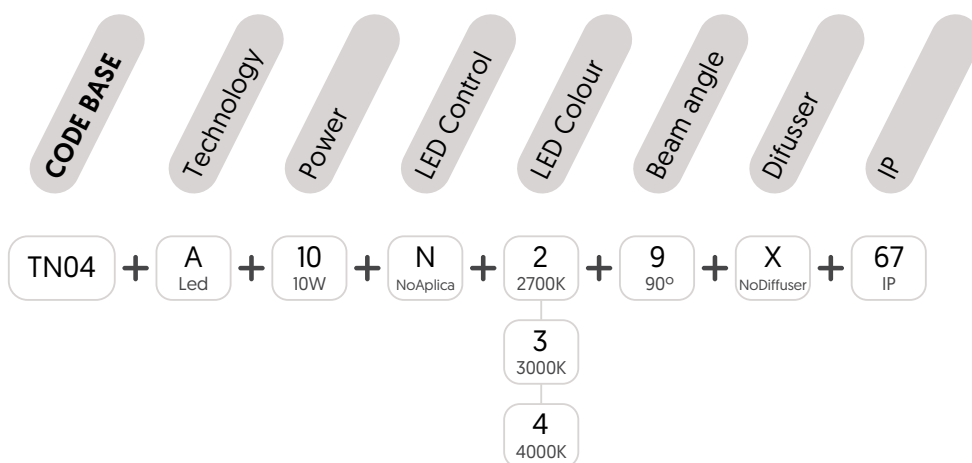 CODE BASE
Technology
Power
LED Control
LED Colour
Beam angle
Difusser
IP
TN04 + A + 10 + N + 2 + 9 + X + 67
Led 10W NoAplica 2700K 90º NoDiffuser IP
3
3000K
4
4000K